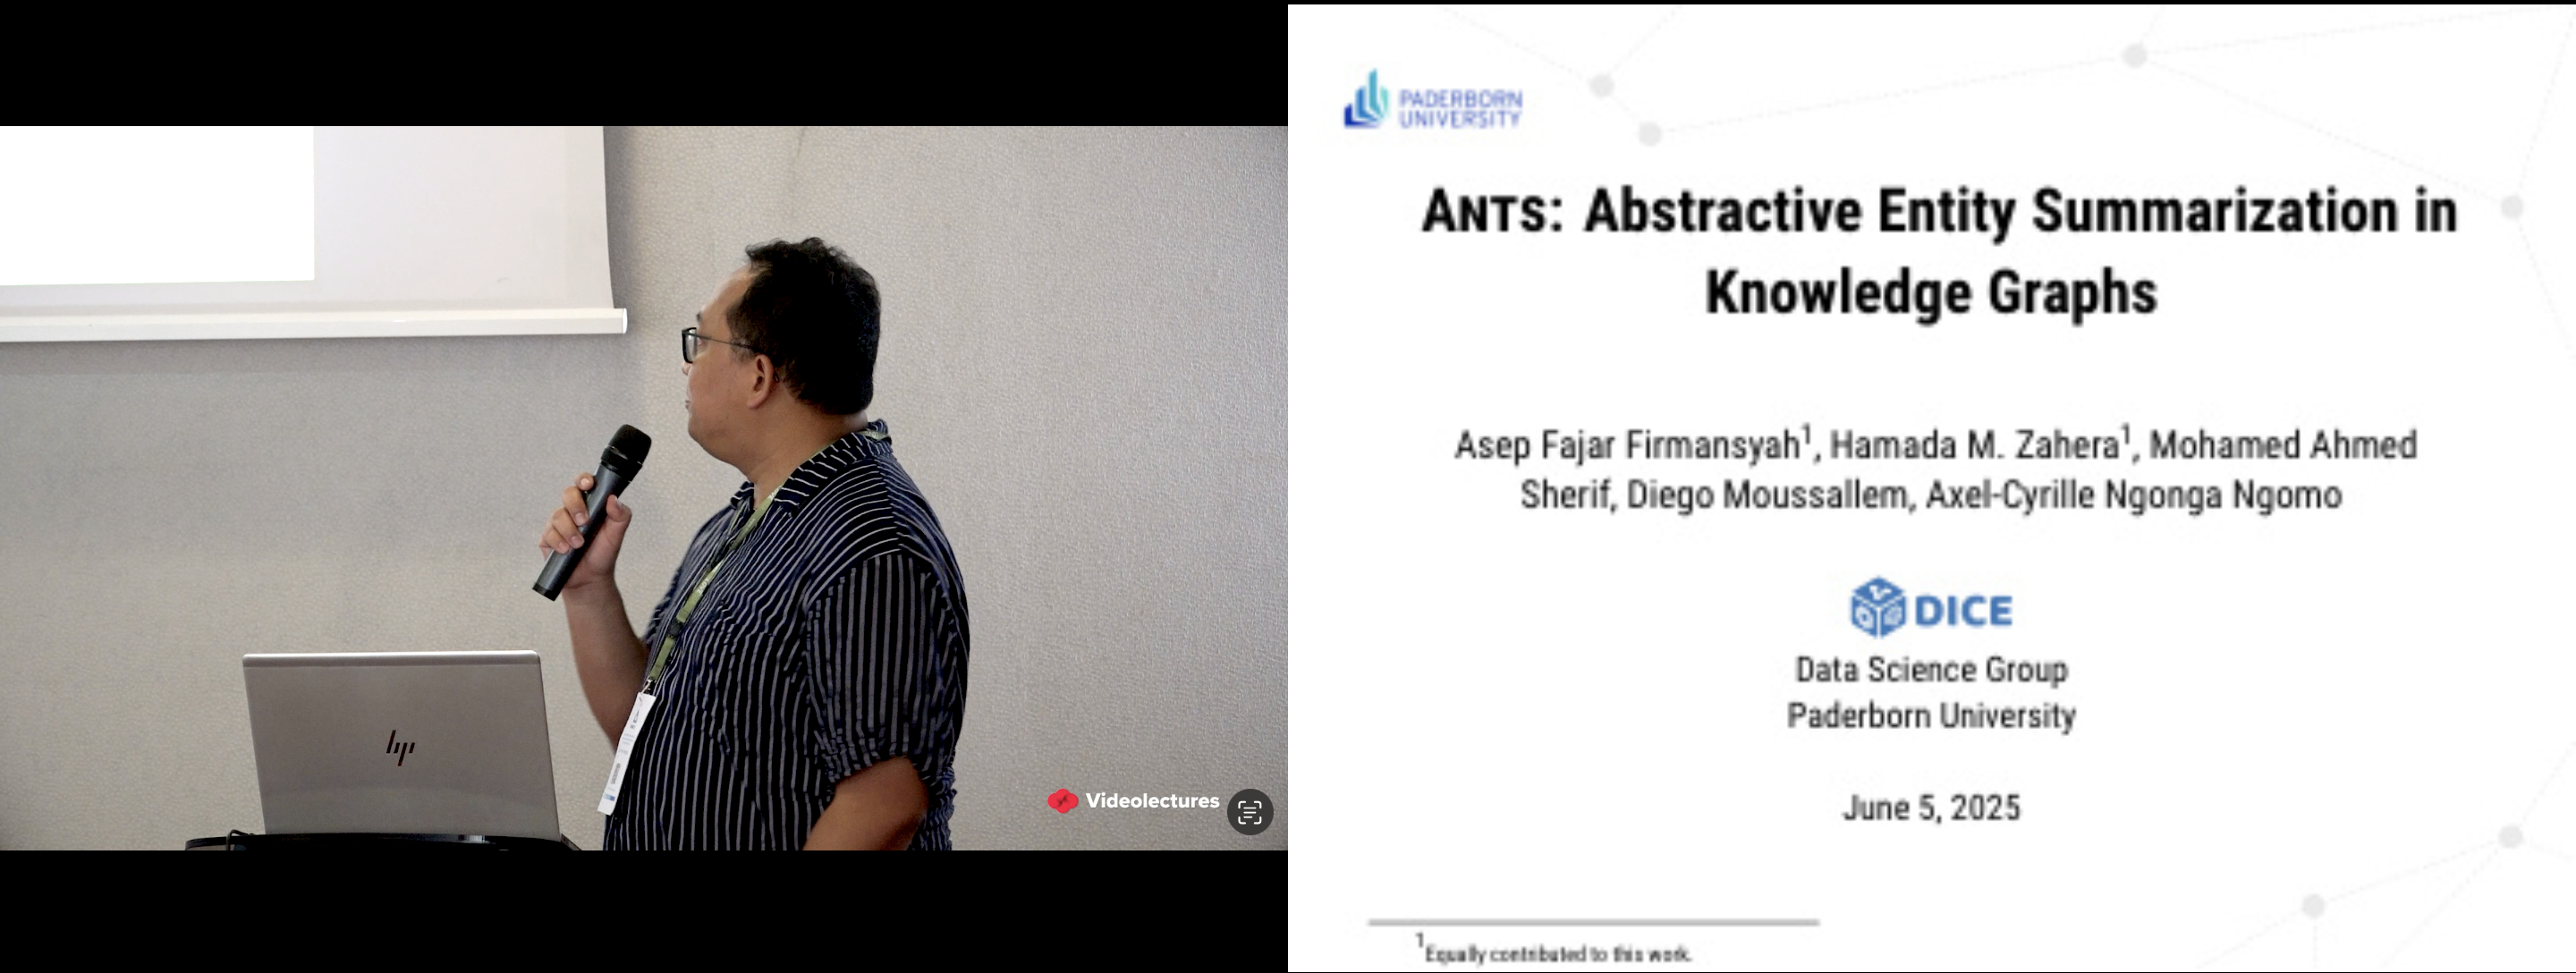 hp
Videolectures
PADERBORN
UNIVERSITY
ANTS: Abstractive Entity Summarization in
Knowledge Graphs
Asep Fajar Firmansyah¹, Hamada M. Zahera¹, Mohamed Ahmed
Sherif, Diego Moussallem, Axel-Cyrille Ngonga Ngomo
DICE
Data Science Group
Paderborn University
June 5, 2025
¹Equally contributed to this work.